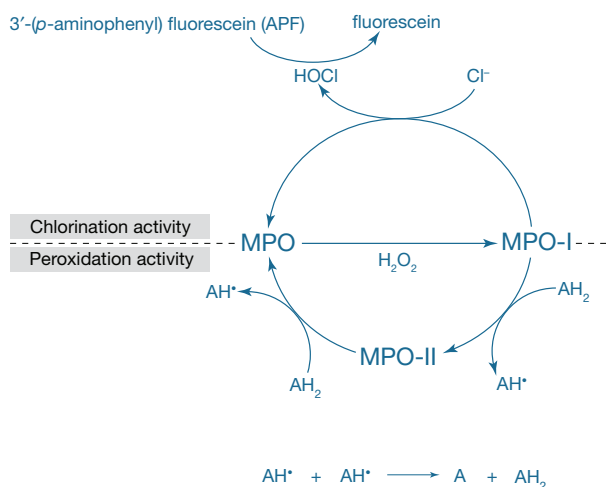 3′-(p-aminophenyl) fluorescein (APF) fluorescein
HOCl Cl⁻
Chlorination activity
MPO MPO-I
Peroxidation activity
H₂O₂
AH• AH₂
MPO-II
AH₂ AH•
AH• + AH• ⟶ A + AH₂